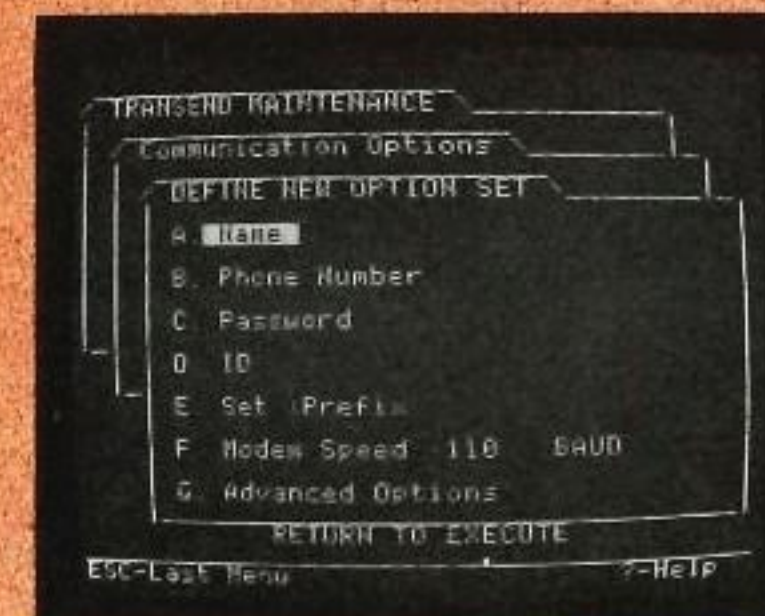 TRANSEND MAINTENANCE
Communication Options
DEFINE NEW OPTION SET
A. Name
B. Phone Number
C Password
D ID
E Set Prefix
F Modem Speed 110 BAUD
G. Advanced Options
RETURN TO EXECUTE
ESC-Last Menu ?-Help